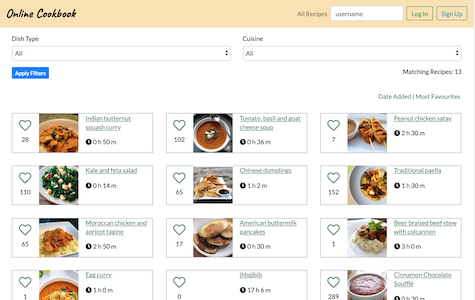 Online Cookbook
All Recipes
username
Log In
Sign Up
Dish Type
Cuisine
All
All
Apply Filters
Matching Recipes: 13
Date Added | Most Favourites
28
Indian butternut
squash curry
0 h 50 m
102
Tomato, basil and goat
cheese soup
0 h 36 m
7
Peanut chicken satay
2 h 30 m
110
Kale and feta salad
0 h 14 m
65
Chinese dumplings
1 h 2 m
152
Traditional paella
1 h 30 m
65
Moroccan chicken and
apricot tagine
2 h 50 m
17
American buttermilk
pancakes
0 h 30 m
1
Beer braised beef stew
with colcannon
3 h 0 m
1
Egg curry
1 h 0 m
0
jhbgjbjb
17 h 6 m
289
Cinnamon Chocolate
Soufflé
0 h 23 m